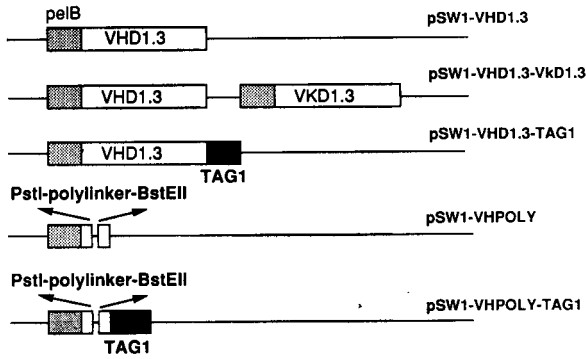 pelB
VHD1.3
pSW1-VHD1.3
VHD1.3 VKD1.3
pSW1-VHD1.3-VkD1.3
VHD1.3
TAG1
pSW1-VHD1.3-TAG1
PstI-polylinker-BstEII
pSW1-VHPOLY
PstI-polylinker-BstEII
TAG1
pSW1-VHPOLY-TAG1